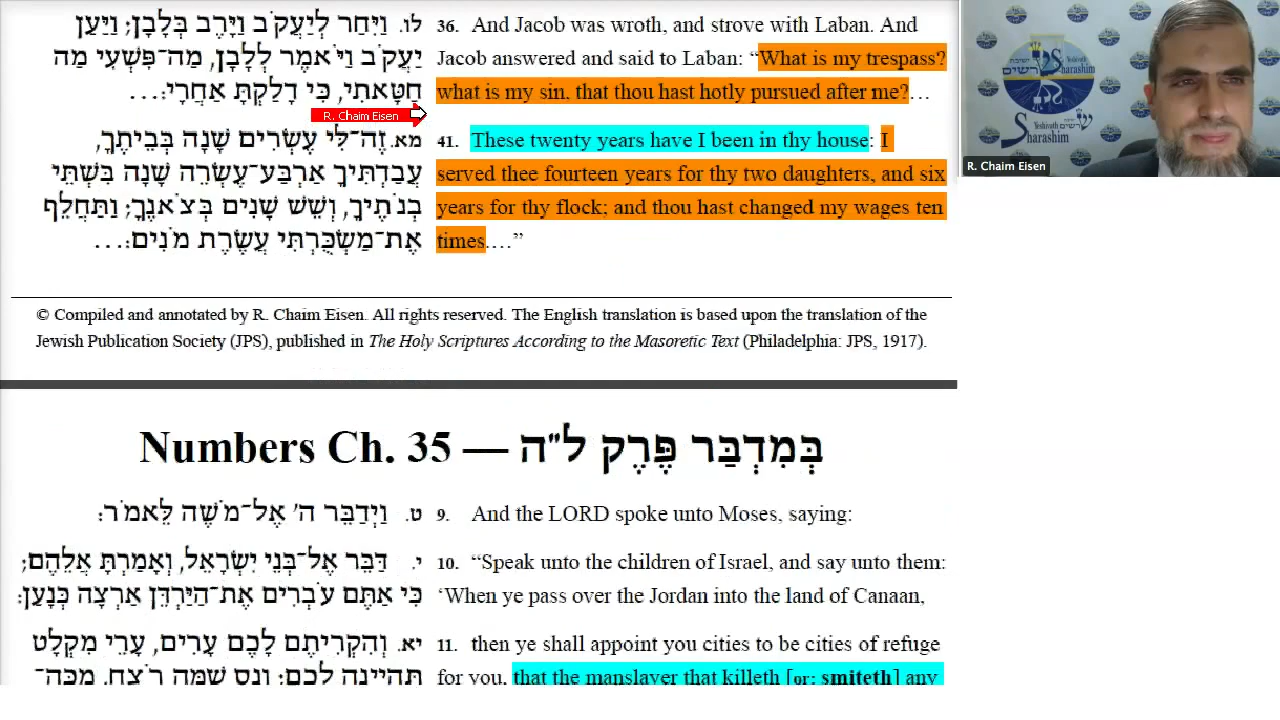 לו. וַיִּחַר לְיַעֲקֹב וַיָּרֶב בְּלָבָן; וַיַּעַן
יַעֲקֹב וַיֹּאמֶר לְלָבָן, מַה־פִּשְׁעִי מַה
חַטָּאתִי, כִּי דָלַקְתָּ אַחֲרָי:...
מא. זֶה־לִּי עֶשְׂרִים שָׁנָה בְּבֵיתֶךָ,
עֲבַדְתִּיךָ אַרְבַּע־עֶשְׂרֵה שָׁנָה בִּשְׁתֵּי
בְנֹתֶיךָ, וְשֵׁשׁ שָׁנִים בְּצֹאנֶךָ; וַתַּחֲלֵף
אֶת־מַשְׂכֻּרְתִּי עֲשֶׂרֶת מֹנִים:...
36. And Jacob was wroth, and strove with Laban. And
Jacob answered and said to Laban: “What is my trespass?
what is my sin, that thou hast hotly pursued after me?...
41. These twenty years have I been in thy house: I
served thee fourteen years for thy two daughters, and six
years for thy flock; and thou hast changed my wages ten
times....”
R. Chaim Eisen
© Compiled and annotated by R. Chaim Eisen. All rights reserved. The English translation is based upon the translation of the
Jewish Publication Society (JPS), published in The Holy Scriptures According to the Masoretic Text (Philadelphia: JPS, 1917).
Numbers Ch. 35 — בְּמִדְבַּר פֶּרֶק ל"ה
ט. וַיְדַבֵּר ה' אֶל־מֹשֶׁה לֵּאמֹר:
י. דַּבֵּר אֶל־בְּנֵי יִשְׂרָאֵל, וְאָמַרְתָּ אֲלֵהֶם;
כִּי אַתֶּם עֹבְרִים אֶת־הַיַּרְדֵּן אַרְצָה כְּנָעַן:
יא. וְהִקְרִיתֶם לָכֶם עָרִים, עָרֵי מִקְלָט
תִּהְיֶינָה לָכֶם; וְנָס שָׁמָּה רֹצֵחַ, מַכֵּה־
9. And the LORD spoke unto Moses, saying:
10. “Speak unto the children of Israel, and say unto them:
‘When ye pass over the Jordan into the land of Canaan,
11. then ye shall appoint you cities to be cities of refuge
for you, that the manslayer that killeth [or: smiteth] any
ישיבת
שרשים
Yeshivath
Sharashim
R. Chaim Eisen